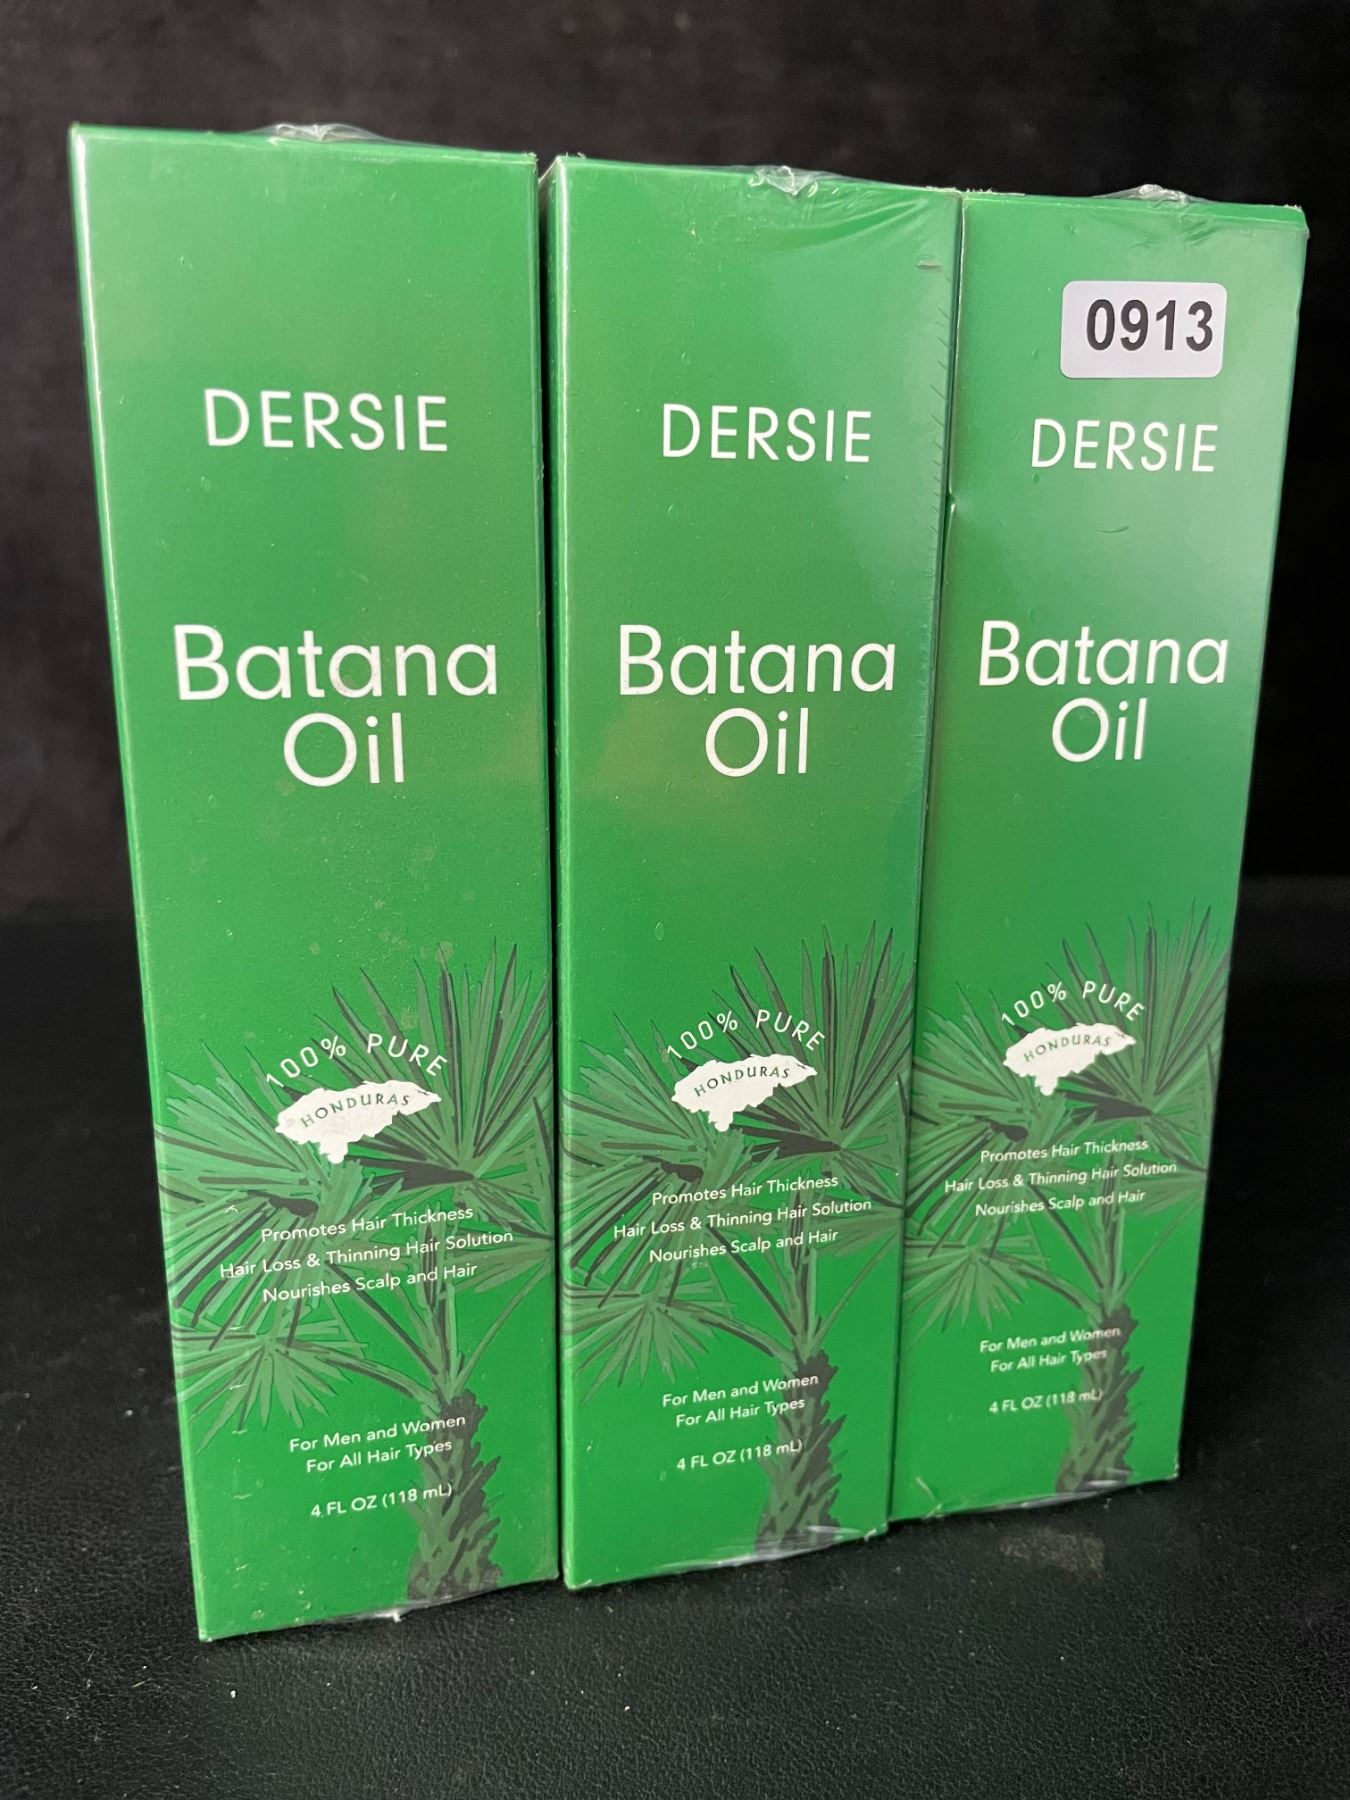 DERSIE
Batana
Oil
100% PURE
HONDURAS
Promotes Hair Thickness
Hair Loss & Thinning Hair Solution
Nourishes Scalp and Hair
For Men and Women
For All Hair Types
4 FL OZ (118 mL)
DERSIE
Batana
Oil
100% PURE
HONDURAS
Promotes Hair Thickness
Hair Loss & Thinning Hair Solution
Nourishes Scalp and Hair
For Men and Women
For All Hair Types
4 FL OZ (118 mL)
0913
DERSIE
Batana
Oil
100% PURE
HONDURAS
Promotes Hair Thickness
Hair Loss & Thinning Hair Solution
Nourishes Scalp and Hair
For Men and Women
For All Hair Types
4 FL OZ (118 mL)